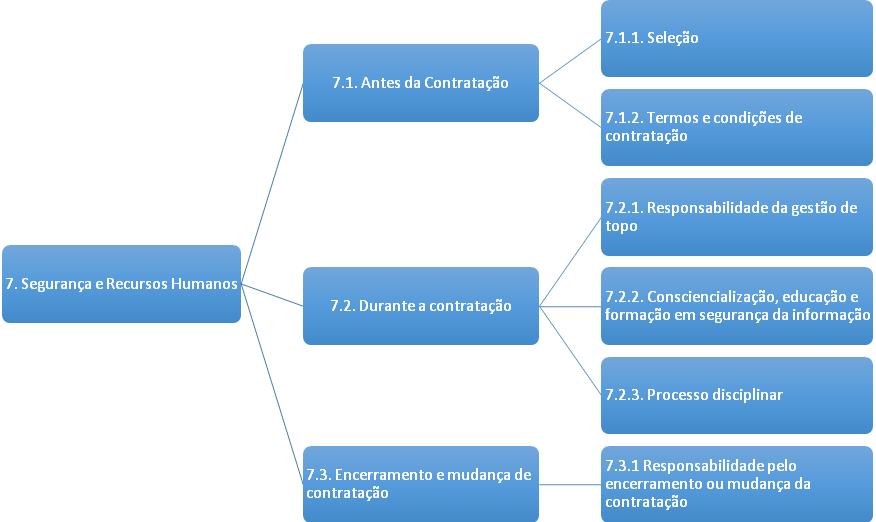 7. Segurança e Recursos Humanos
7.1. Antes da Contratação
7.1.1. Seleção
7.1.2. Termos e condições de
contratação
7.2. Durante a contratação
7.2.1. Responsabilidade da gestão de
topo
7.2.2. Consciencialização, educação e
formação em segurança da informação
7.2.3. Processo disciplinar
7.3. Encerramento e mudança de
contratação
7.3.1 Responsabilidade pelo
encerramento ou mudança da
contratação